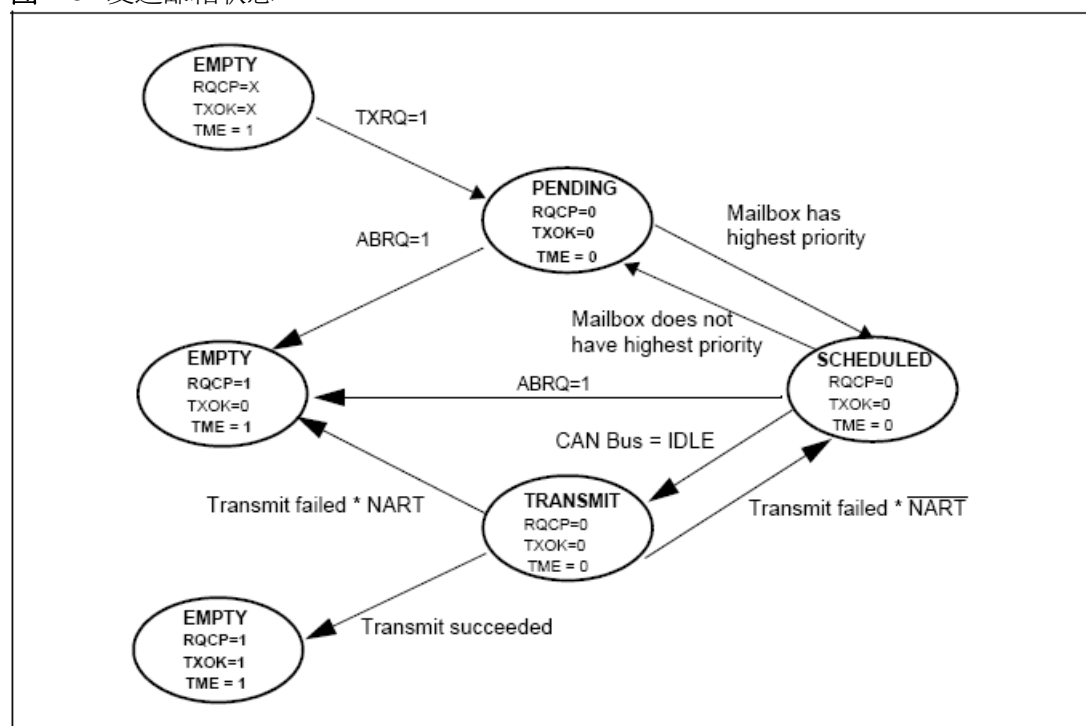 EMPTY
RQCP=X
TXOK=X
TME = 1
TXRQ=1
PENDING
RQCP=0
TXOK=0
TME = 0
Mailbox has
highest priority
ABRQ=1
Mailbox does not
have highest priority
EMPTY
RQCP=1
TXOK=0
TME = 1
SCHEDULED
RQCP=0
TXOK=0
TME = 0
ABRQ=1
CAN Bus = IDLE
Transmit failed * NART
TRANSMIT
RQCP=0
TXOK=0
TME = 0
Transmit failed * N̅A̅R̅T̅
EMPTY
RQCP=1
TXOK=1
TME = 1
Transmit succeeded